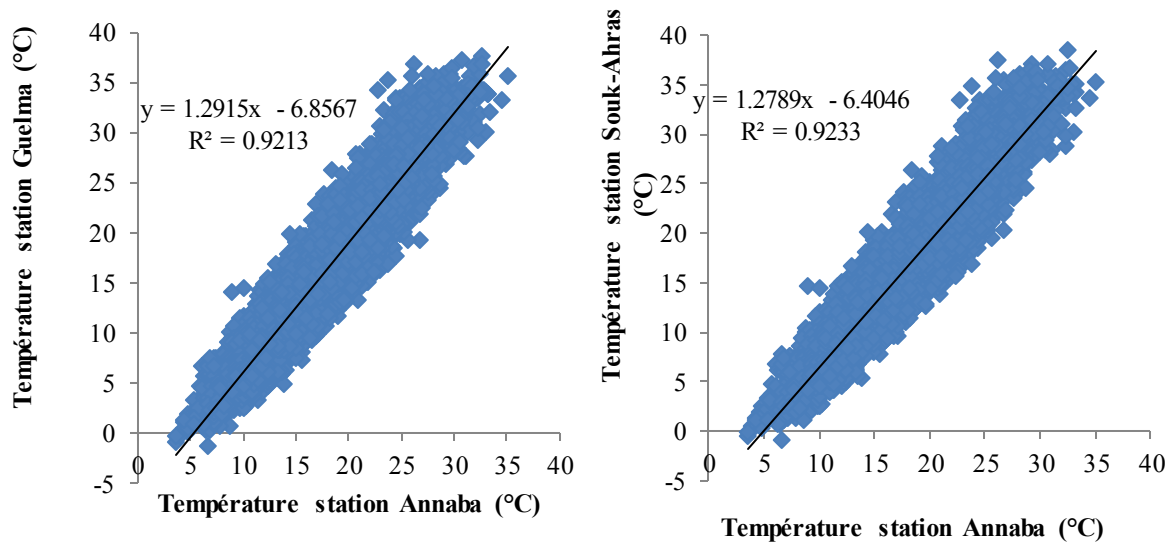 Température station Guelma (°C)
40
35
30
25
20
15
10
5
0
-5
y = 1.2915x - 6.8567
R² = 0.9213
0 5 10 15 20 25 30 35 40
Température station Annaba (°C)
Température station Souk-Ahras
(°C)
40
35
30
25
20
15
10
5
0
-5
y = 1.2789x - 6.4046
R² = 0.9233
0 5 10 15 20 25 30 35 40
Température station Annaba (°C)